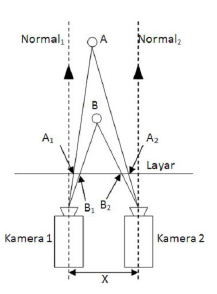 Normal₁
A
Normal₂
B
A₁
A₂
Layar
B₁
B₂
Kamera 1
Kamera 2
X